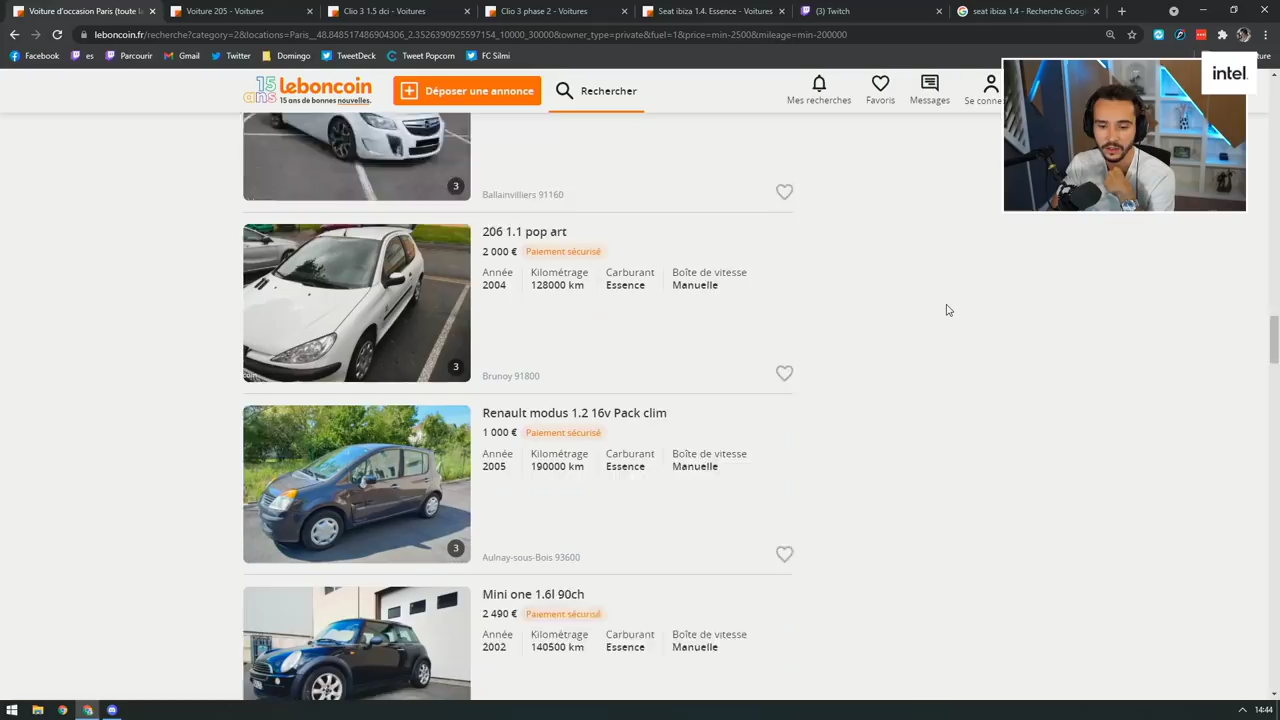 Voiture d'occasion Paris (toute l
Voiture 205 - Voitures
Clio 3 1.5 dci - Voitures
Clio 3 phase 2 - Voitures
Seat ibiza 1.4. Essence - Voitures
(3) Twitch
seat ibiza 1.4 - Recherche Googl
leboncoin.fr/recherche?category=2&locations=Paris__48.848517486904306_2.3526390925597154_10000_30000&owner_type=private&fuel=1&price=min-2500&mileage=min-200000
Facebook
es
Parcourir
Gmail
Twitter
Domingo
TweetDeck
Tweet Popcorn
FC Silmi
intel.
15 ans
leboncoin
15 ans de bonnes nouvelles.
Déposer une annonce
Rechercher
Mes recherches
Favoris
Messages
Se conne
3
Ballainvilliers 91160
206 1.1 pop art
2 000 € Paiement sécurisé
Année Kilométrage Carburant Boîte de vitesse
2004 128000 km Essence Manuelle
3
Brunoy 91800
Renault modus 1.2 16v Pack clim
1 000 € Paiement sécurisé
Année Kilométrage Carburant Boîte de vitesse
2005 190000 km Essence Manuelle
3
Aulnay-sous-Bois 93600
Mini one 1.6l 90ch
2 490 € Paiement sécurisé
Année Kilométrage Carburant Boîte de vitesse
2002 140500 km Essence Manuelle
14:44